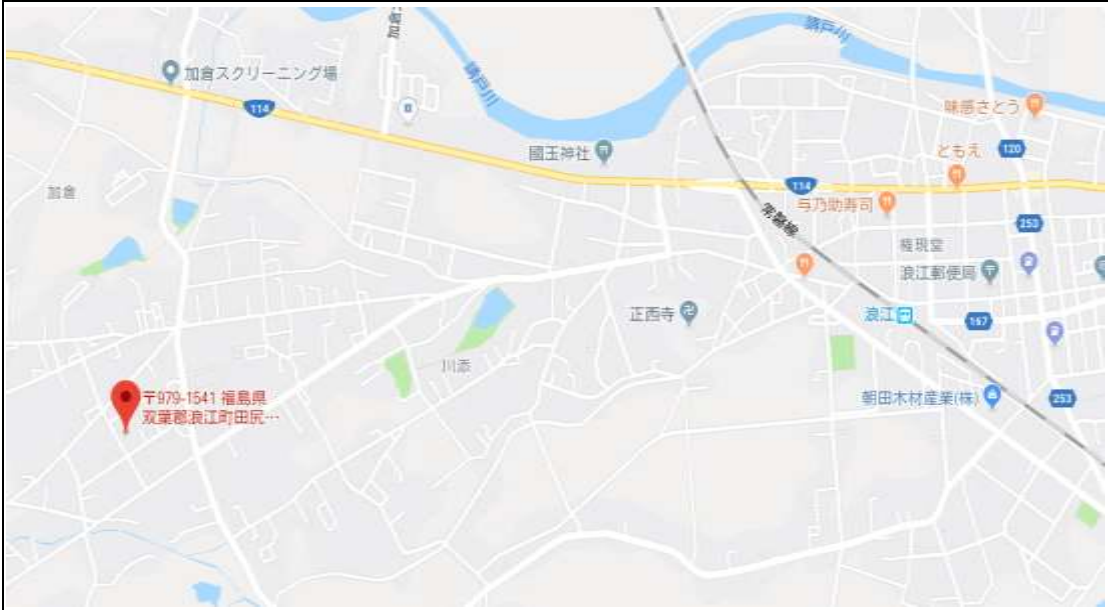 請戸川
加倉スクリーニング場
114
請戸川
味感さとう
國玉神社
ともえ
120
加倉
114
与乃助寿司
253
常磐線
権現堂
浪江郵便局
正西寺
浪江
157
川添
〒979-1541 福島県
双葉郡浪江町田尻…
朝田木材産業(株)
253